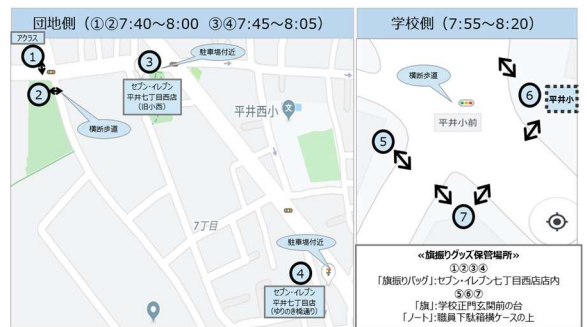 団地側（①②7:40～8:00 ③④7:45～8:05）
アクラス
①
②
横断歩道
③
駐車場付近
セブン・イレブン
平井七丁目西店
（旧小西）
平井西小
文
7丁目
駐車場付近
④
セブン・イレブン
平井七丁目店
（ゆりのき橋通り）
学校側（7:55～8:20）
横断歩道
平井小前
⑤
⑥
平井小
⑦
≪旗振りグッズ保管場所≫
①②③④
「旗振りバッグ」:セブン・イレブン七丁目西店店内
⑤⑥⑦
「旗」:学校正門玄関前の台
「ノート」:職員下駄箱横ケースの上